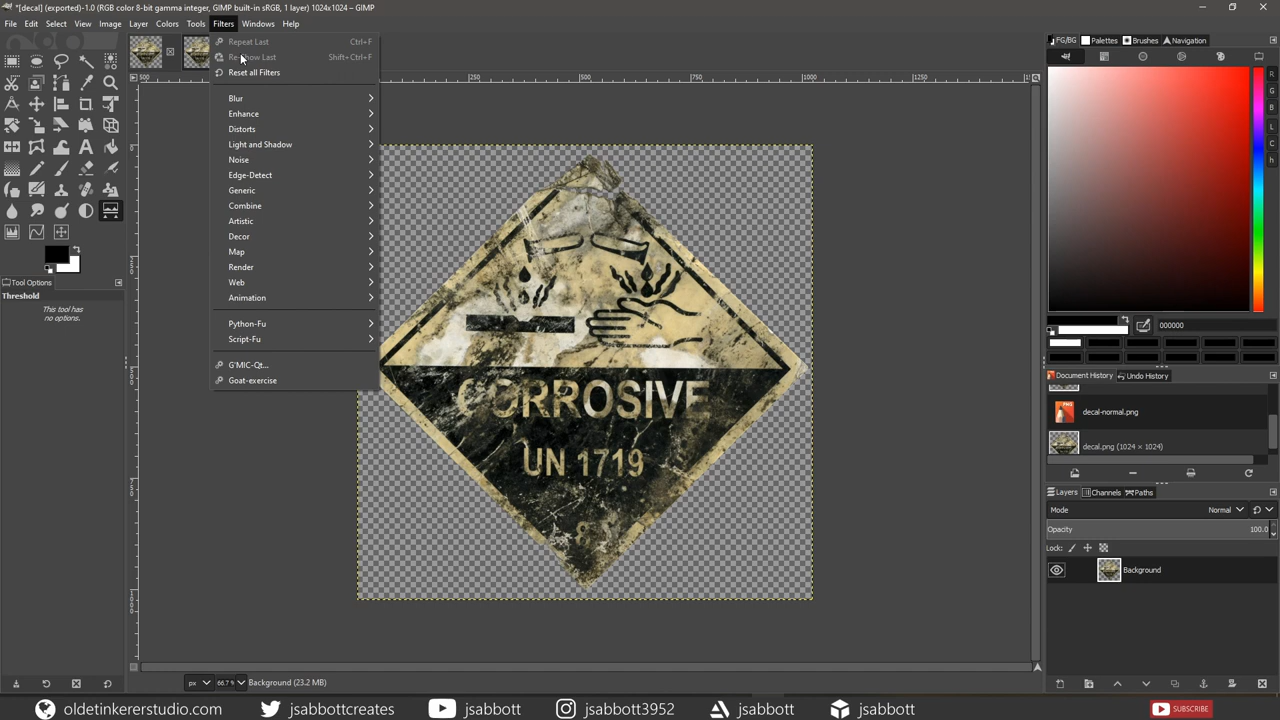 *[decal] (exported)-1.0 (RGB color 8-bit gamma integer, GIMP built-in sRGB, 1 layer) 1024x1024 – GIMP
File Edit Select View Image Layer Colors Tools Filters Windows Help
Repeat Last Ctrl+F
Re-Show Last Shift+Ctrl+F
Reset all Filters
Blur
Enhance
Distorts
Light and Shadow
Noise
Edge-Detect
Generic
Combine
Artistic
Decor
Map
Render
Web
Animation
Python-Fu
Script-Fu
G'MIC-Qt...
Goat-exercise
Tool Options
Threshold
This tool has
no options.
500 250 500 750 1000 1250
CORROSIVE
UN 1719
px 66.7 % Background (23.2 MB)
FG/BG Palettes Brushes Navigation
R
G
B
L
C
h
000000
Document History Undo History
decal-normal.png
decal.png (1024 × 1024)
Layers Channels Paths
Mode Normal
Opacity 100.0
Lock:
Background
oldetinkererstudio.com jsabbottcreates jsabbott jsabbott3952 jsabbott jsabbott SUBSCRIBE